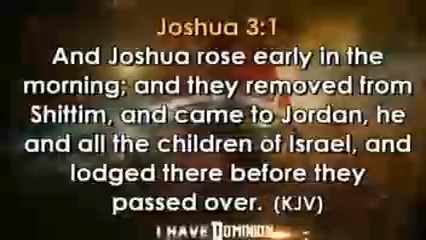 Joshua 3:1
And Joshua rose early in the
morning; and they removed from
Shittim, and came to Jordan, he
and all the children of Israel, and
lodged there before they
passed over. (KJV)
I HAVE DOMINION